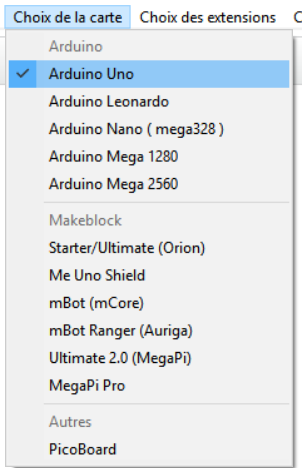 Choix de la carte Choix des extensions
Arduino
Arduino Uno
Arduino Leonardo
Arduino Nano ( mega328 )
Arduino Mega 1280
Arduino Mega 2560
Makeblock
Starter/Ultimate (Orion)
Me Uno Shield
mBot (mCore)
mBot Ranger (Auriga)
Ultimate 2.0 (MegaPi)
MegaPi Pro
Autres
PicoBoard